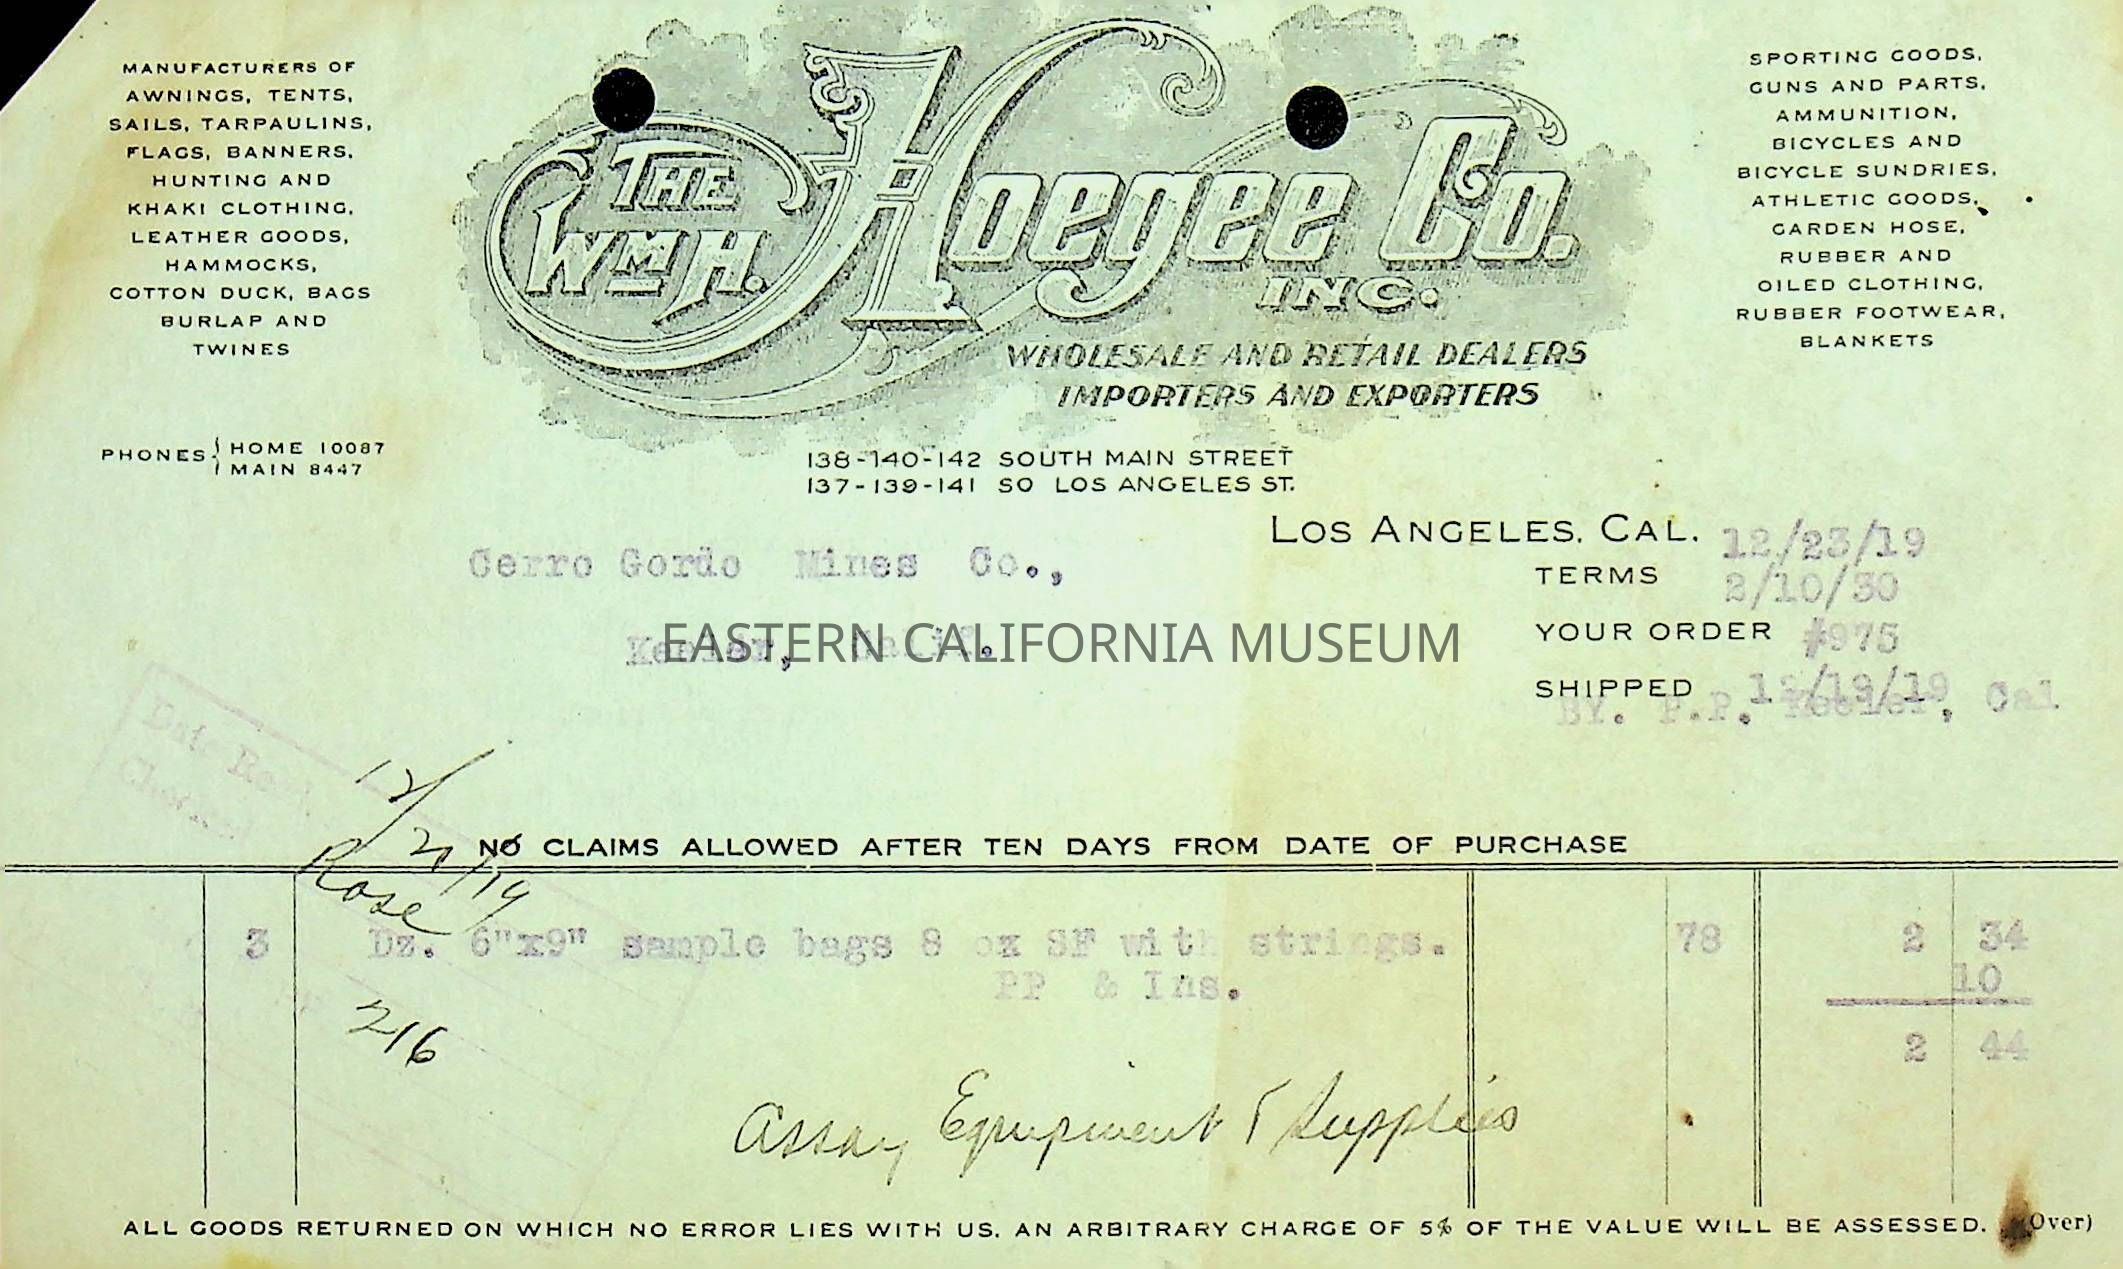 MANUFACTURERS OF
AWNINGS, TENTS,
SAILS, TARPAULINS,
FLAGS, BANNERS,
HUNTING AND
KHAKI CLOTHING,
LEATHER GOODS,
HAMMOCKS,
COTTON DUCK, BAGS
BURLAP AND
TWINES
PHONES { HOME 10087
MAIN 8447
THE
WM H. Hoegee Co.
INC.
WHOLESALE AND RETAIL DEALERS
IMPORTERS AND EXPORTERS
138-140-142 SOUTH MAIN STREET
137-139-141 SO LOS ANGELES ST.
SPORTING GOODS,
GUNS AND PARTS,
AMMUNITION,
BICYCLES AND
BICYCLE SUNDRIES,
ATHLETIC GOODS,
GARDEN HOSE,
RUBBER AND
OILED CLOTHING,
RUBBER FOOTWEAR,
BLANKETS
LOS ANGELES, CAL. 12/23/19
TERMS 2/10/30
YOUR ORDER #975
SHIPPED 12/19/19
BY. P.P. Keeler, Cal
Cerro Gordo Mines Co.,
Keeler, Calif.
EASTERN CALIFORNIA MUSEUM
Date Rec'd
12/21/19
Rose
NO CLAIMS ALLOWED AFTER TEN DAYS FROM DATE OF PURCHASE
3 Dz. 6"x9" sample bags 8 oz SF with strings. 78 2 34
PP & Ins. 10
2 44
216
Assay Equipment & Supplies
ALL GOODS RETURNED ON WHICH NO ERROR LIES WITH US, AN ARBITRARY CHARGE OF 5% OF THE VALUE WILL BE ASSESSED. (Over)